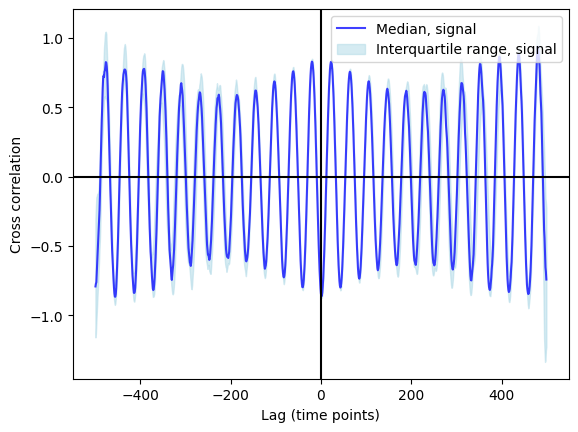 Median, signal
Interquartile range, signal
1.0
0.5
0.0
−0.5
−1.0
Cross correlation
−400
−200
0
200
400
Lag (time points)